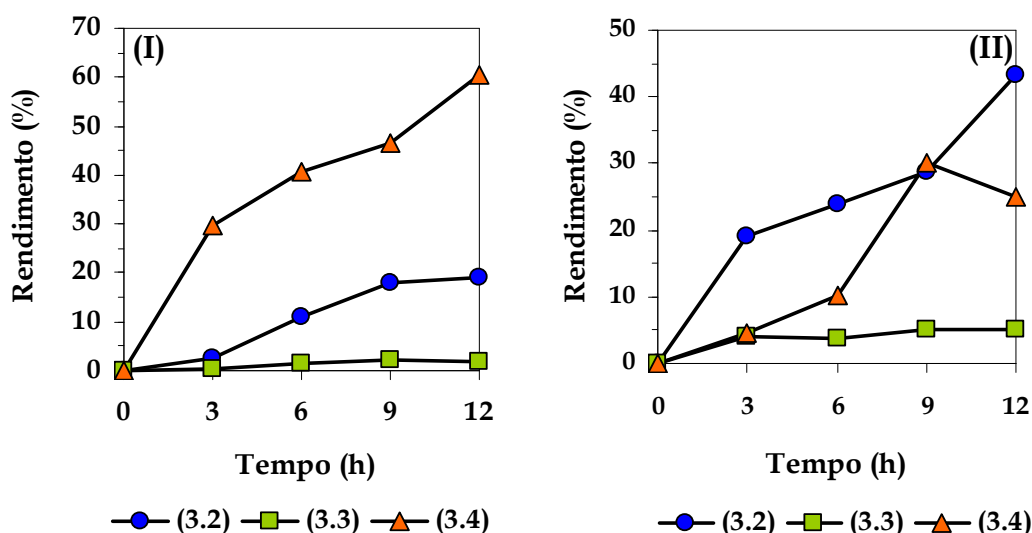 (I)
Rendimento (%)
70
60
50
40
30
20
10
0
0 3 6 9 12
Tempo (h)
(3.2) (3.3) (3.4)
(II)
Rendimento (%)
50
40
30
20
10
0
0 3 6 9 12
Tempo (h)
(3.2) (3.3) (3.4)